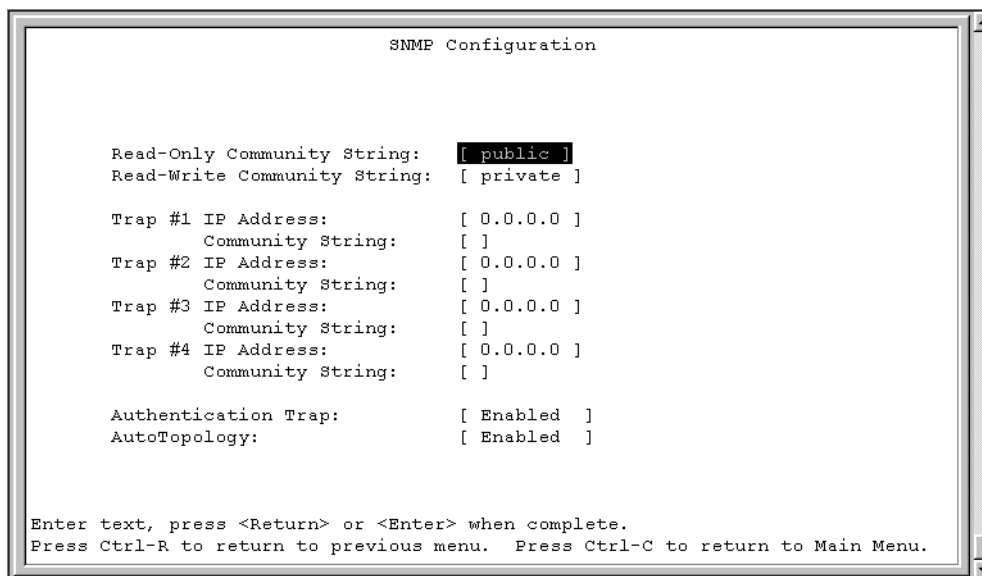 SNMP Configuration
Read-Only Community String: [ public ]
Read-Write Community String: [ private ]
Trap #1 IP Address: [ 0.0.0.0 ]
Community String: [ ]
Trap #2 IP Address: [ 0.0.0.0 ]
Community String: [ ]
Trap #3 IP Address: [ 0.0.0.0 ]
Community String: [ ]
Trap #4 IP Address: [ 0.0.0.0 ]
Community String: [ ]
Authentication Trap: [ Enabled ]
AutoTopology: [ Enabled ]
Enter text, press <Return> or <Enter> when complete.
Press Ctrl-R to return to previous menu. Press Ctrl-C to return to Main Menu.